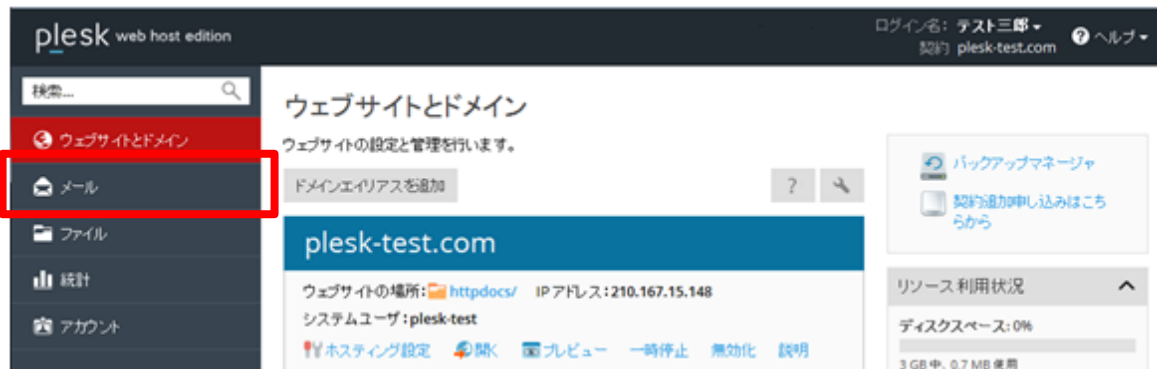 plesk web host edition
ログイン名: テスト三郎
契約 plesk-test.com
ヘルプ
検索...
ウェブサイトとドメイン
メール
ファイル
統計
アカウント
ウェブサイトとドメイン
ウェブサイトの設定と管理を行います。
ドメインエイリアスを追加
?
plesk-test.com
ウェブサイトの場所: httpdocs/ IPアドレス: 210.167.15.148
システムユーザ: plesk-test
ホスティング設定 開く プレビュー 一時停止 無効化 説明
バックアップマネージャ
契約追加申し込みはこち
らから
リソース利用状況
ディスクスペース: 0%
3 GB 中、0.7 MB 使用